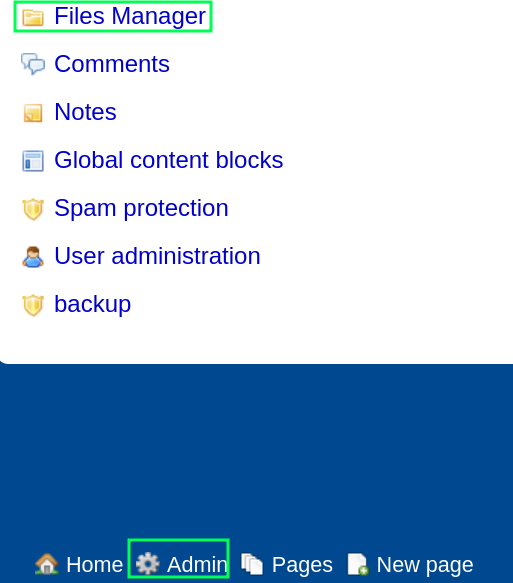 Files Manager
Comments
Notes
Global content blocks
Spam protection
User administration
backup
Home Admin Pages New page